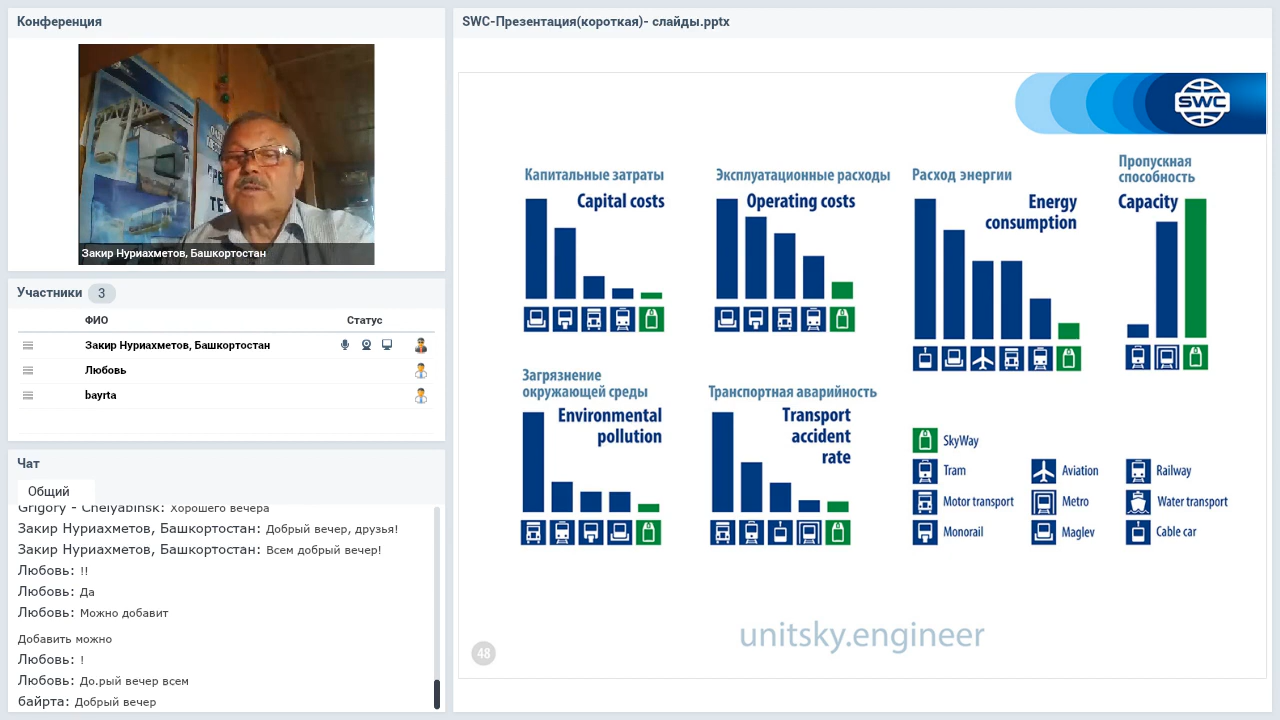 Конференция
Закир Нуриахметов, Башкортостан
Участники 3
ФИО Статус
Закир Нуриахметов, Башкортостан
Любовь
bayrta
Чат
Общий
Grigory - Chelyabinsk: Хорошего вечера
Закир Нуриахметов, Башкортостан: Добрый вечер, друзья!
Закир Нуриахметов, Башкортостан: Всем добрый вечер!
Любовь: !!
Любовь: Да
Любовь: Можно добавит
Добавить можно
Любовь: !
Любовь: До.рый вечер всем
байрта: Добрый вечер
SWC-Презентация(короткая)- слайды.pptx
SWC
Капитальные затраты
Capital costs
Эксплуатационные расходы
Operating costs
Расход энергии
Energy
consumption
Пропускная
способность
Capacity
Загрязнение
окружающей среды
Environmental
pollution
Транспортная аварийность
Transport
accident
rate
SkyWay
Tram
Motor transport
Monorail
Aviation
Metro
Maglev
Railway
Water transport
Cable car
unitsky.engineer
48